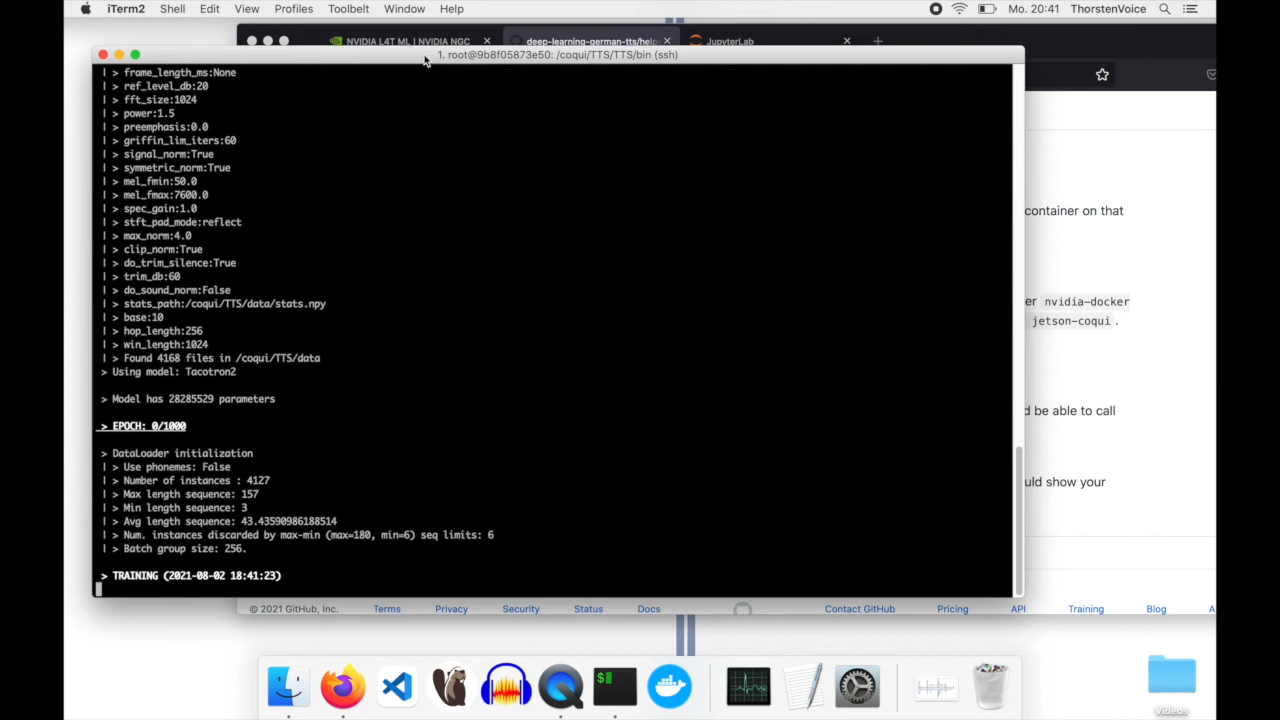 iTerm2 Shell Edit View Profiles Toolbelt Window Help Mo. 20:41 ThorstenVoice
NVIDIA L4T ML | NVIDIA NGC × deep-learning-german-tts/help × JupyterLab × +
1. root@9b8f05873e50: /coqui/TTS/TTS/bin (ssh)
| > frame_length_ms:None
| > ref_level_db:20
| > fft_size:1024
| > power:1.5
| > preemphasis:0.0
| > griffin_lim_iters:60
| > signal_norm:True
| > symmetric_norm:True
| > mel_fmin:50.0
| > mel_fmax:7600.0
| > spec_gain:1.0
| > stft_pad_mode:reflect
| > max_norm:4.0
| > clip_norm:True
| > do_trim_silence:True
| > trim_db:60
| > do_sound_norm:False
| > stats_path:/coqui/TTS/data/stats.npy
| > base:10
| > hop_length:256
| > win_length:1024
| > Found 4168 files in /coqui/TTS/data
> Using model: Tacotron2
> Model has 28285529 parameters
> EPOCH: 0/1000
> DataLoader initialization
| > Use phonemes: False
| > Number of instances : 4127
| > Max length sequence: 157
| > Min length sequence: 3
| > Avg length sequence: 43.43590986188514
| > Num. instances discarded by max-min (max=180, min=6) seq limits: 6
| > Batch group size: 256.
> TRAINING (2021-08-02 18:41:23)
container on that
er nvidia-docker
jetson-coqui.
d be able to call
uld show your
© 2021 GitHub, Inc. Terms Privacy Security Status Docs Contact GitHub Pricing API Training Blog A
$
Videos